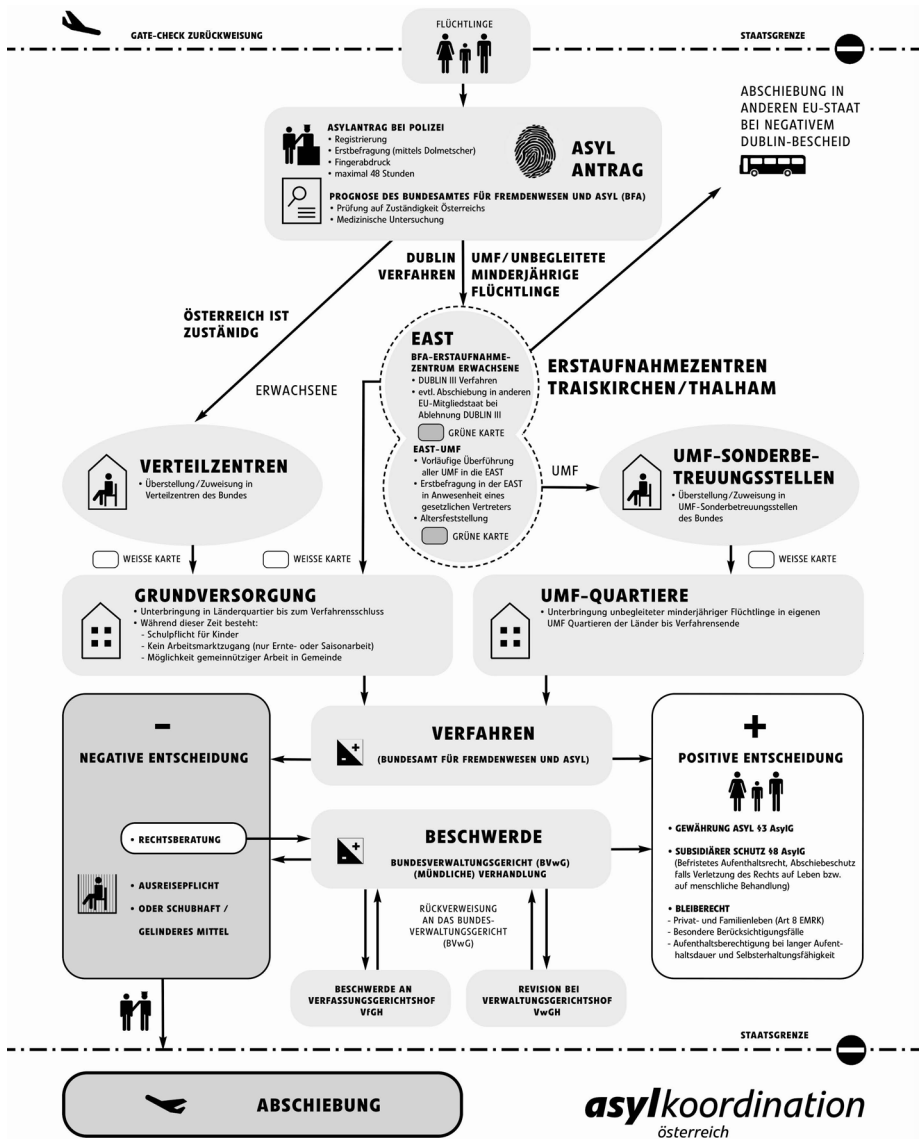 FLÜCHTLINGE
GATE-CHECK ZURÜCKWEISUNG
STAATSGRENZE
ABSCHIEBUNG IN
ANDEREN EU-STAAT
BEI NEGATIVEM
DUBLIN-BESCHEID
ASYLANTRAG BEI POLIZEI
• Registrierung
• Erstbefragung (mittels Dolmetscher)
• Fingerabdruck
• maximal 48 Stunden
ASYL
ANTRAG
PROGNOSE DES BUNDESAMTES FÜR FREMDENWESEN UND ASYL (BFA)
• Prüfung auf Zuständigkeit Österreichs
• Medizinische Untersuchung
DUBLIN
VERFAHREN
UMF/UNBEGLEITETE
MINDERJÄHRIGE
FLÜCHTLINGE
ÖSTERREICH IST
ZUSTÄNIDG
ERWACHSENE
EAST
BFA-ERSTAUFNAHME-
ZENTRUM ERWACHSENE
• DUBLIN III Verfahren
• evtl. Abschiebung in anderen
EU-Mitgliedstaat bei
Ablehnung DUBLIN III
GRÜNE KARTE
ERSTAUFNAHMEZENTREN
TRAISKIRCHEN/THALHAM
EAST-UMF
• Vorläufige Überführung
aller UMF in die EAST
• Erstbefragung in der EAST
in Anwesenheit eines
gesetzlichen Vertreters
• Altersfeststellung
GRÜNE KARTE
UMF
VERTEILZENTREN
• Überstellung/Zuweisung in
Verteilzentren des Bundes
UMF-SONDERBE-
TREUUNGSSTELLEN
• Überstellung/Zuweisung in
UMF-Sonderbetreuungsstellen
des Bundes
WEISSE KARTE
WEISSE KARTE
WEISSE KARTE
GRUNDVERSORGUNG
• Unterbringung in Länderquartier bis zum Verfahrensschluss
• Während dieser Zeit besteht:
- Schulpflicht für Kinder
- Kein Arbeitsmarktzugang (nur Ernte- oder Saisonarbeit)
- Möglichkeit gemeinnütziger Arbeit in Gemeinde
UMF-QUARTIERE
• Unterbringung unbegleiteter minderjähriger Flüchtlinge in eigenen
UMF Quartieren der Länder bis Verfahrensende
-
NEGATIVE ENTSCHEIDUNG
• RECHTSBERATUNG
• AUSREISEPFLICHT
• ODER SCHUBHAFT /
GELINDERES MITTEL
VERFAHREN
(BUNDESAMT FÜR FREMDENWESEN UND ASYL)
BESCHWERDE
BUNDESVERWALTUNGSGERICHT (BVwG)
(MÜNDLICHE) VERHANDLUNG
RÜCKVERWEISUNG
AN DAS BUNDES-
VERWALTUNGSGERICHT
(BVwG)
BESCHWERDE AN
VERFASSUNGSGERICHTSHOF
VfGH
REVISION BEI
VERWALTUNGSGERICHTSHOF
VwGH
+
POSITIVE ENTSCHEIDUNG
• GEWÄHRUNG ASYL §3 AsylG
• SUBSIDIÄRER SCHUTZ §8 AsylG
(Befristetes Aufenthaltsrecht, Abschiebeschutz
falls Verletzung des Rechts auf Leben bzw.
auf menschliche Behandlung)
• BLEIBERECHT
- Privat- und Familienleben (Art 8 EMRK)
- Besondere Berücksichtigungsfälle
- Aufenthaltsberechtigung bei langer Aufent-
haltsdauer und Selbsterhaltungsfähigkeit
STAATSGRENZE
ABSCHIEBUNG
asylkoordination
österreich